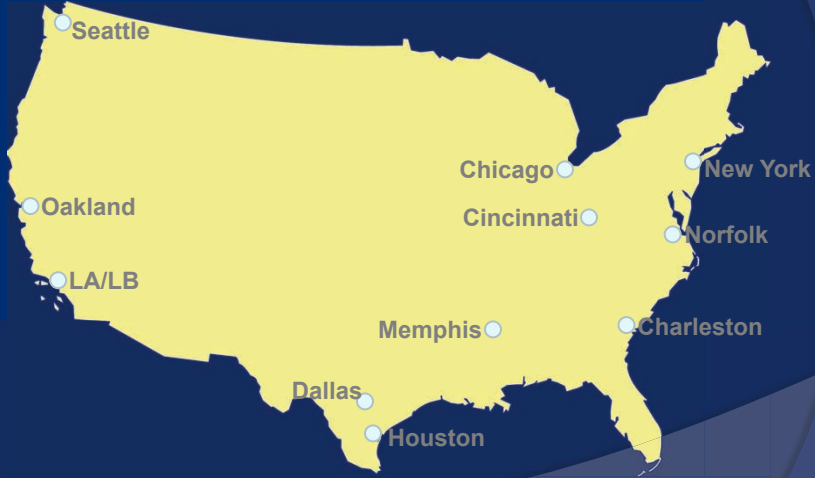 Seattle
Chicago
New York
Oakland
Cincinnati
Norfolk
LA/LB
Memphis
Charleston
Dallas
Houston